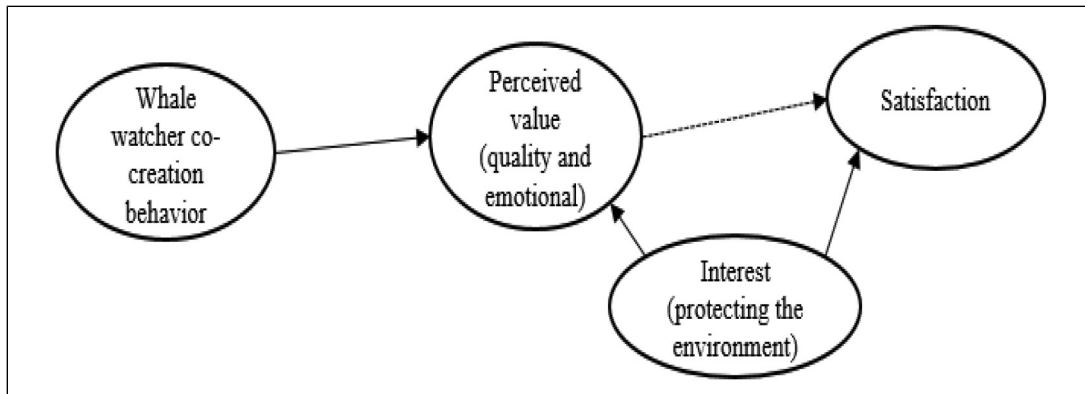 Whale
watcher co-
creation
behavior
Perceived
value
(quality and
emotional)
Satisfaction
Interest
(protecting the
environment)